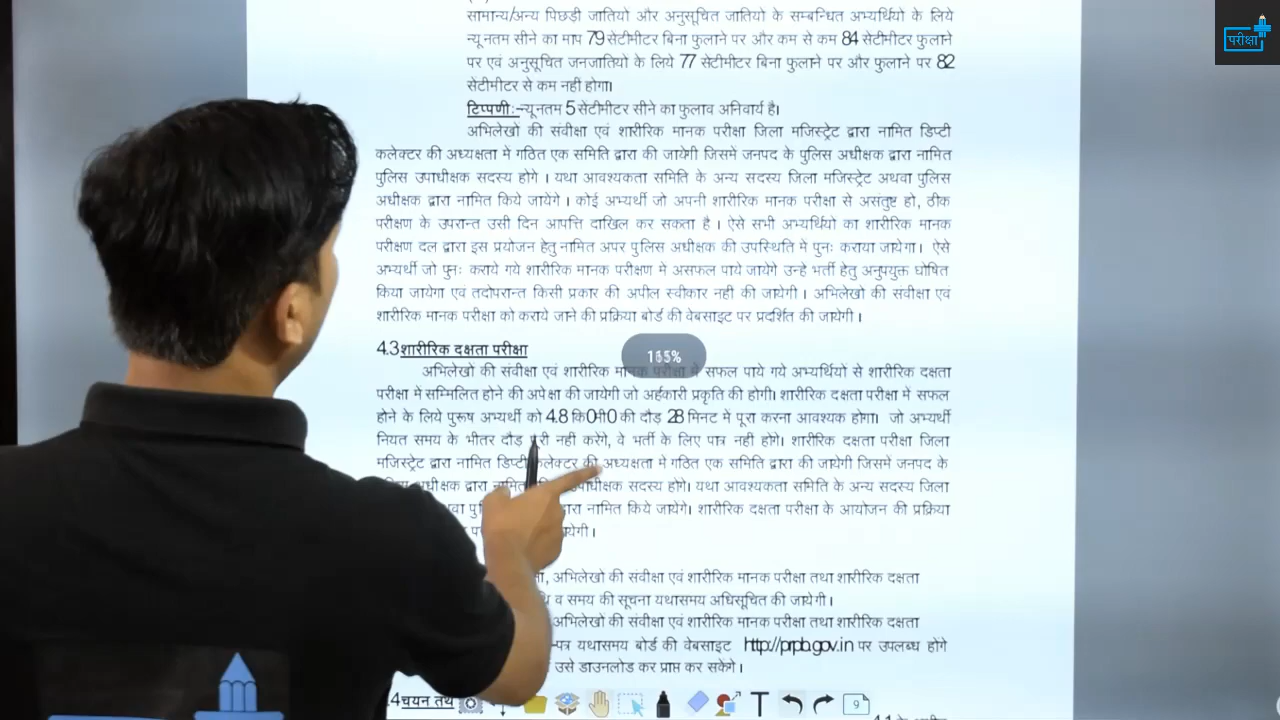 सामान्य/अन्य पिछड़ी जातियो और अनुसूचित जातियो के सम्बन्धित अभ्यर्थियो के लिये
न्यूनतम सीने का माप 79 सेटीमीटर बिना फुलाने पर और कम से कम 84 सेटीमीटर फुलाने
पर एवं अनुसूचित जनजातियो के लिये 77 सेटीमीटर बिना फुलाने पर और फुलाने पर 82
सेटीमीटर से कम नही होगा।
टिप्पणी:-न्यूनतम 5 सेटीमीटर सीने का फुलाव अनिवार्य है।
अभिलेखो की संवीक्षा एवं शारीरिक मानक परीक्षा जिला मजिस्ट्रेट द्वारा नामित डिप्टी
कलेक्टर की अध्यक्षता में गठित एक समिति द्वारा की जायेगी जिसमें जनपद के पुलिस अधीक्षक द्वारा नामित
पुलिस उपाधीक्षक सदस्य होगे । यथा आवश्यकता समिति के अन्य सदस्य जिला मजिस्ट्रेट अथवा पुलिस
अधीक्षक द्वारा नामित किये जायेंगे । कोई अभ्यर्थी जो अपनी शारीरिक मानक परीक्षा से असंतुष्ट हो, ठीक
परीक्षण के उपरान्त उसी दिन आपत्ति दाखिल कर सकता है । ऐसे सभी अभ्यर्थियो का शारीरिक मानक
परीक्षण दल द्वारा इस प्रयोजन हेतु नामित अपर पुलिस अधीक्षक की उपस्थिति मे पुनः कराया जायेगा। ऐसे
अभ्यर्थी जो पुनः कराये गये शारीरिक मानक परीक्षण मे असफल पाये जायेगे उन्हे भर्ती हेतु अनुपयुक्त घोषित
किया जायेगा एवं तदोपरान्त किसी प्रकार की अपील स्वीकार नही की जायेगी । अभिलेखो की संवीक्षा एवं
शारीरिक मानक परीक्षा को कराये जाने की प्रक्रिया बोर्ड की वेबसाइट पर प्रदर्शित की जायेगी ।
4.3 शारीरिक दक्षता परीक्षा
165%
अभिलेखो की संवीक्षा एवं शारीरिक मानक परीक्षा में सफल पाये गये अभ्यर्थियो से शारीरिक दक्षता
परीक्षा में सम्मिलित होने की अपेक्षा की जायेगी जो अर्हकारी प्रकृति की होगी। शारीरिक दक्षता परीक्षा में सफल
होने के लिये पुरूष अभ्यर्थी को 4.8 कि0मी0 की दौड़ 28 मिनट में पूरा करना आवश्यक होगा। जो अभ्यर्थी
नियत समय के भीतर दौड़ पूरी नही करेंगे, वे भर्ती के लिए पात्र नही होगे। शारीरिक दक्षता परीक्षा जिला
मजिस्ट्रेट द्वारा नामित डिप्टी कलेक्टर की अध्यक्षता मे गठित एक समिति द्वारा की जायेगी जिसमें जनपद के
अधीक्षक द्वारा नामित उपाधीक्षक सदस्य होगे। यथा आवश्यकता समिति के अन्य सदस्य जिला
द्वारा नामित किये जायेगे। शारीरिक दक्षता परीक्षा के आयोजन की प्रक्रिया
जायेगी ।
अभिलेखो की संवीक्षा एवं शारीरिक मानक परीक्षा तथा शारीरिक दक्षता
व समय की सूचना यथासमय अधिसूचित की जायेगी ।
अभिलेखो की संवीक्षा एवं शारीरिक मानक परीक्षा तथा शारीरिक दक्षता
-पत्र यथासमय बोर्ड की वेबसाइट http://prpb.gov.in पर उपलब्ध होंगे
उसे डाउनलोड कर प्राप्त कर सकेगे ।
चयन तथ
T
9
परीक्षा